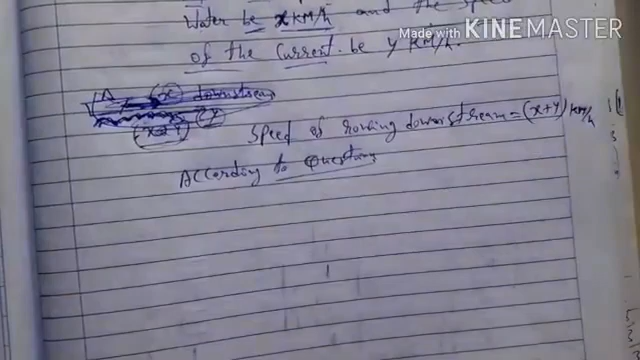 Water be x KM/h and the Speed
of the Current be y KM/h.
Made with KINEMASTER
(x) downstream
(x+y) (y)
Speed of rowing downstream = (x+y) KM/h
ACCording to Question